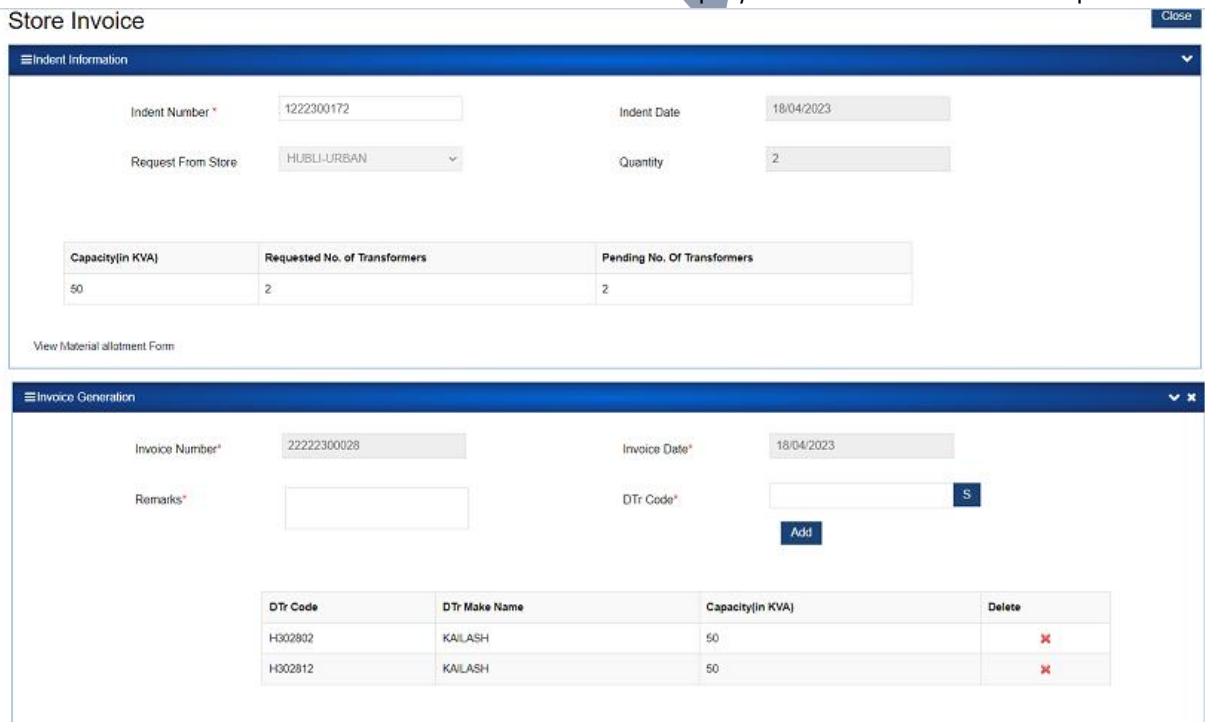 Store Invoice
Close
Indent Information
Indent Number *
1222300172
Indent Date
18/04/2023
Request From Store
HUBLI-URBAN
Quantity
2
Capacity(in KVA) Requested No. of Transformers Pending No. Of Transformers
50 2 2
View Material allotment Form
Invoice Generation
Invoice Number*
22222300028
Invoice Date*
18/04/2023
Remarks*
DTr Code*
S
Add
DTr Code DTr Make Name Capacity(in KVA) Delete
H302802 KAILASH 50
H302812 KAILASH 50